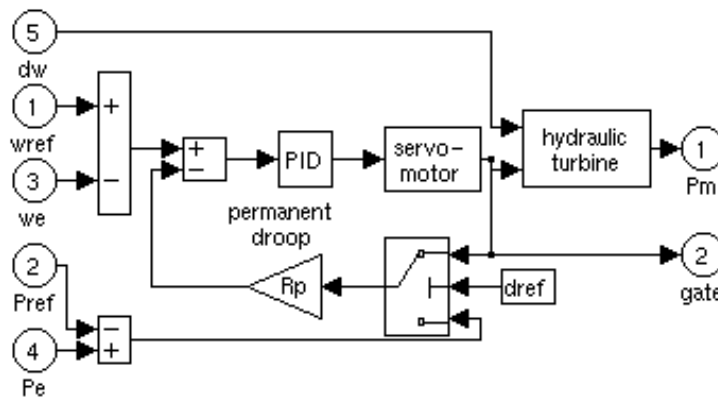 5
dw
1
wref
+
−
3
we
+
−
PID
servo-
motor
hydraulic
turbine
1
Pm
permanent
droop
2
Pref
Rp
dref
2
gate
−
+
4
Pe